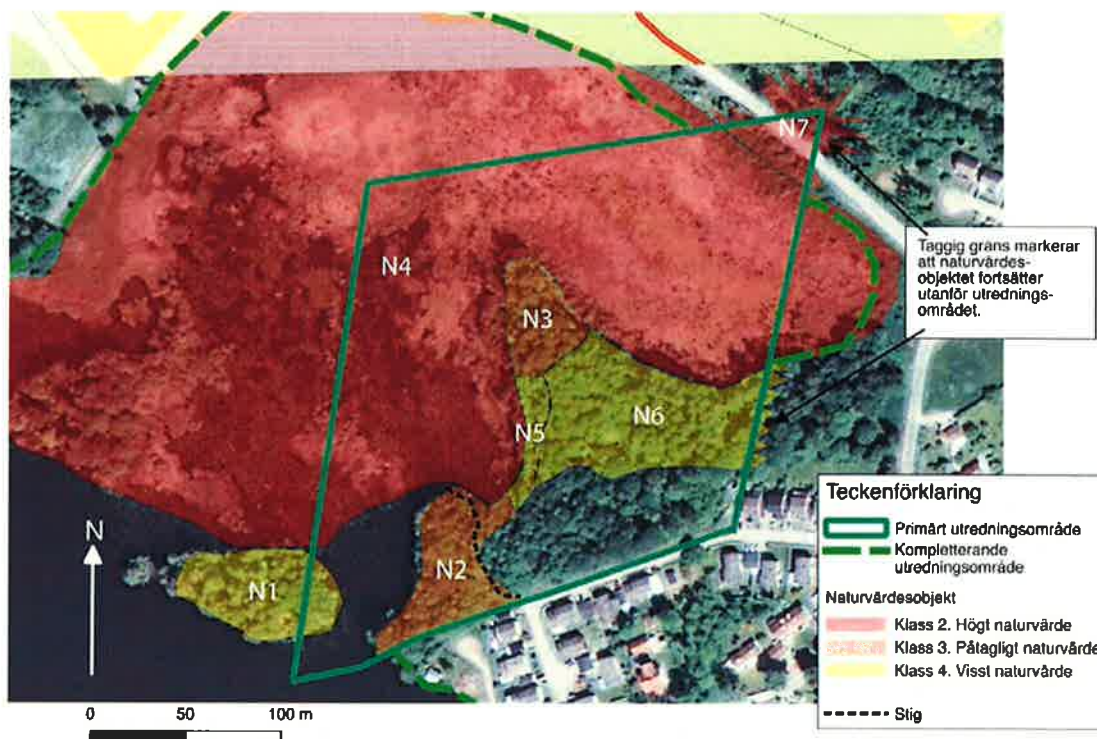 N7
Taggig gräns markerar
att naturvärdes-
objektet fortsätter
utanför utrednings-
området.
N4
N3
N5
N6
N
N1
N2
Teckenförklaring
Primärt utredningsområde
Kompletterande
utredningsområde
Naturvärdesobjekt
Klass 2. Högt naturvärde
Klass 3. Påtagligt naturvärde
Klass 4. Visst naturvärde
Stig
0 50 100 m